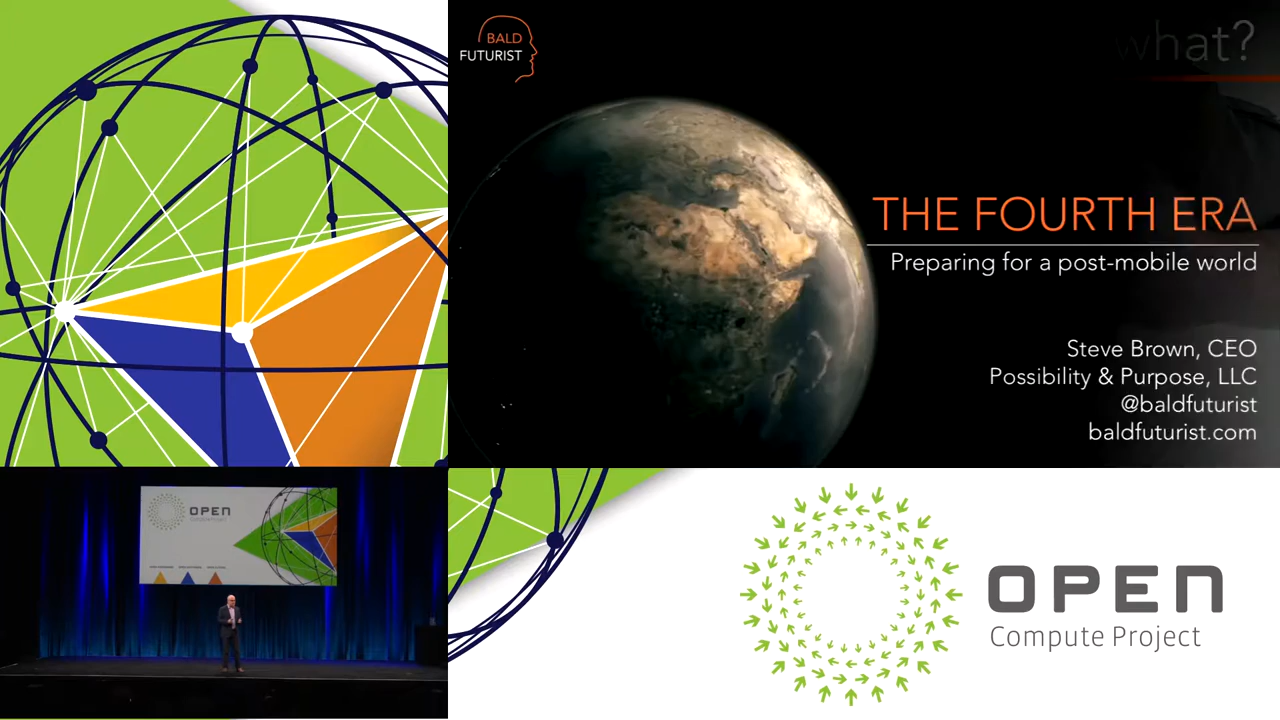 BALD
FUTURIST
what?
THE FOURTH ERA
Preparing for a post-mobile world
Steve Brown, CEO
Possibility & Purpose, LLC
@baldfuturist
baldfuturist.com
OPEN
OPEN
Compute Project